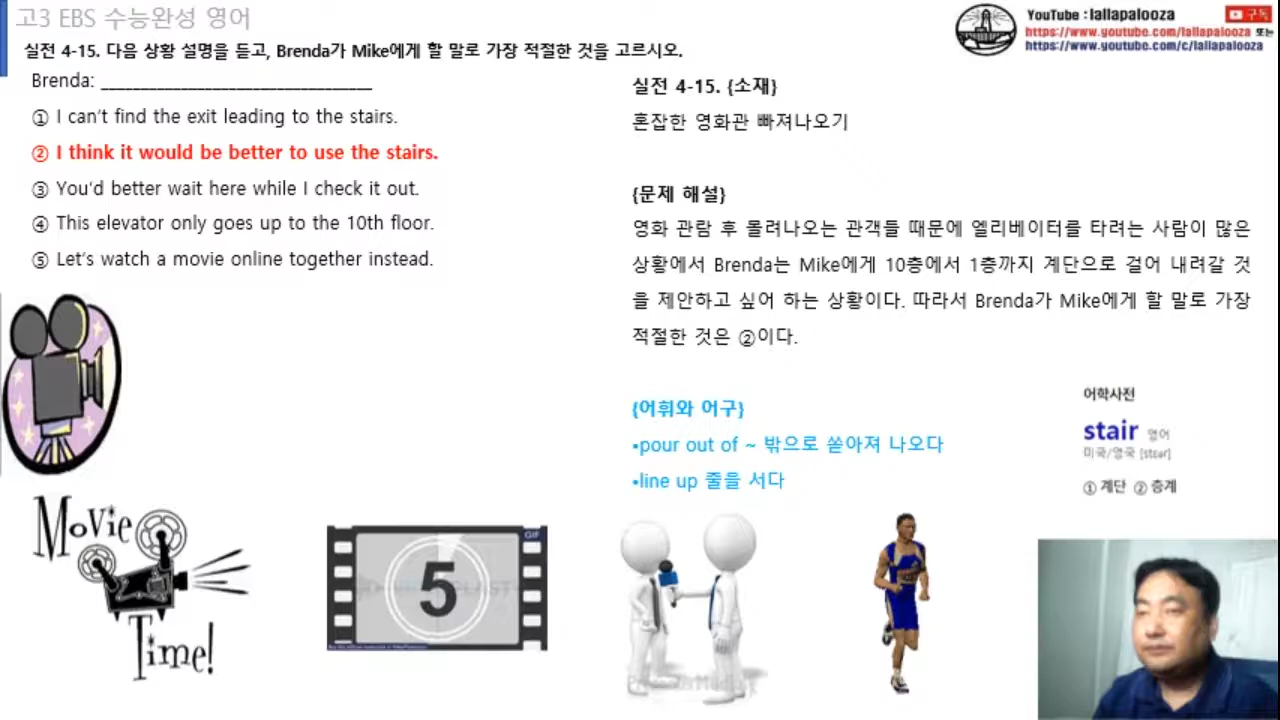 고3 EBS 수능완성 영어
YouTube : lallapalooza 구독
https://www.youtube.com/lallapalooza 또는
https://www.youtube.com/c/lallapalooza
실전 4-15. 다음 상황 설명을 듣고, Brenda가 Mike에게 할 말로 가장 적절한 것을 고르시오.
Brenda: ________________________________
① I can't find the exit leading to the stairs.
② I think it would be better to use the stairs.
③ You'd better wait here while I check it out.
④ This elevator only goes up to the 10th floor.
⑤ Let's watch a movie online together instead.
실전 4-15. {소재}
혼잡한 영화관 빠져나오기
{문제 해설}
영화 관람 후 몰려나오는 관객들 때문에 엘리베이터를 타려는 사람이 많은
상황에서 Brenda는 Mike에게 10층에서 1층까지 계단으로 걸어 내려갈 것
을 제안하고 싶어 하는 상황이다. 따라서 Brenda가 Mike에게 할 말로 가장
적절한 것은 ②이다.
{어휘와 어구}
•pour out of ~ 밖으로 쏟아져 나오다
•line up 줄을 서다
어학사전
stair 영어
미국/영국 [stɛər]
① 계단 ② 층계
Movie
Time!
GIF
5